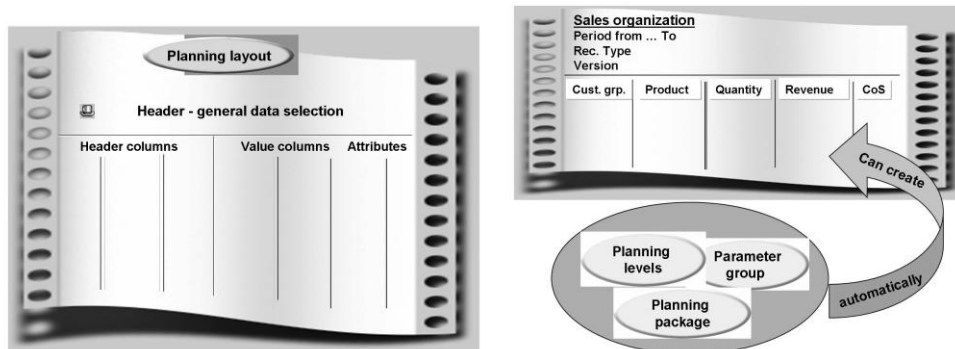 Planning layout
Header - general data selection
Header columns
Value columns
Attributes
Sales organization
Period from ... To
Rec. Type
Version
Cust. grp.
Product
Quantity
Revenue
CoS
Can create
automatically
Planning
levels
Parameter
group
Planning
package